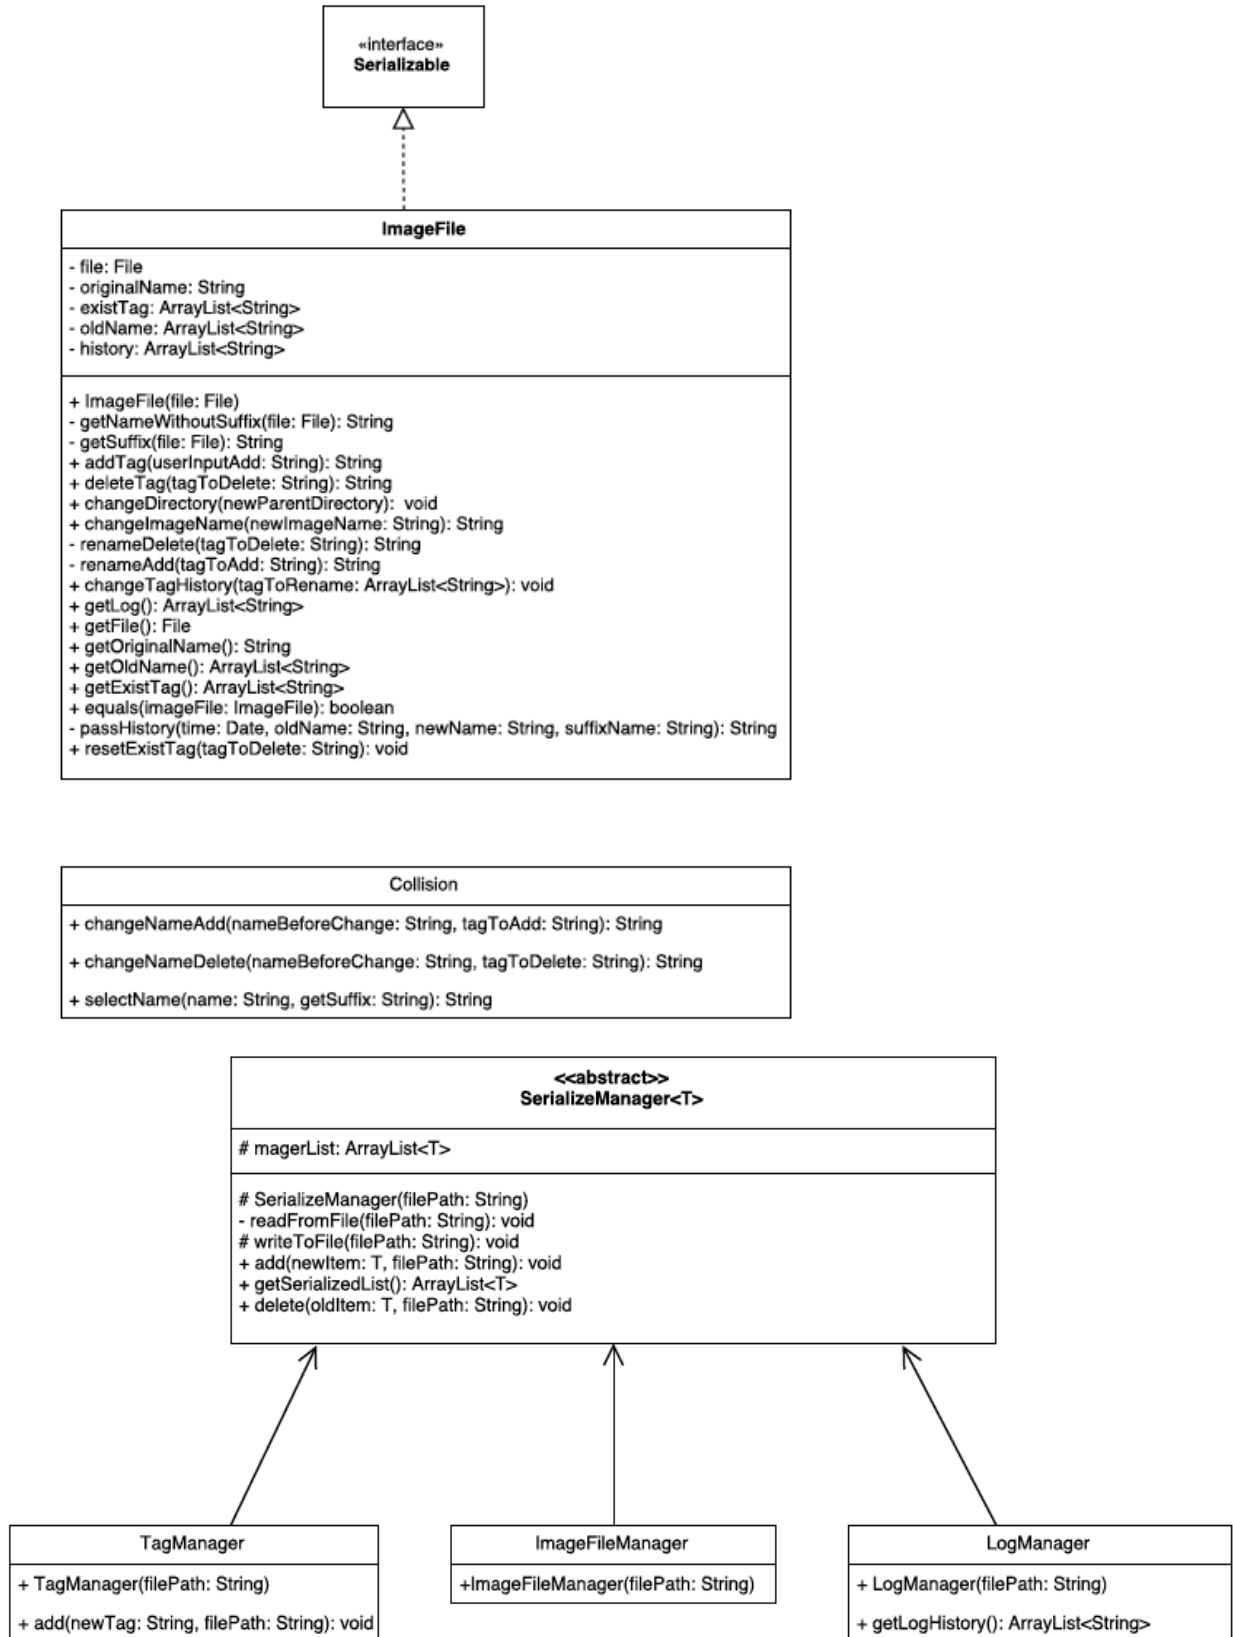 «interface»
Serializable
ImageFile
- file: File
- originalName: String
- existTag: ArrayList<String>
- oldName: ArrayList<String>
- history: ArrayList<String>
+ ImageFile(file: File)
- getNameWithoutSuffix(file: File): String
- getSuffix(file: File): String
+ addTag(userInputAdd: String): String
+ deleteTag(tagToDelete: String): String
+ changeDirectory(newParentDirectory): void
+ changeImageName(newImageName: String): String
- renameDelete(tagToDelete: String): String
- renameAdd(tagToAdd: String): String
+ changeTagHistory(tagToRename: ArrayList<String>): void
+ getLog(): ArrayList<String>
+ getFile(): File
+ getOriginalName(): String
+ getOldName(): ArrayList<String>
+ getExistTag(): ArrayList<String>
+ equals(imageFile: ImageFile): boolean
- passHistory(time: Date, oldName: String, newName: String, suffixName: String): String
+ resetExistTag(tagToDelete: String): void
Collision
+ changeNameAdd(nameBeforeChange: String, tagToAdd: String): String
+ changeNameDelete(nameBeforeChange: String, tagToDelete: String): String
+ selectName(name: String, getSuffix: String): String
<<abstract>>
SerializeManager<T>
# magerList: ArrayList<T>
# SerializeManager(filePath: String)
- readFromFile(filePath: String): void
# writeToFile(filePath: String): void
+ add(newItem: T, filePath: String): void
+ getSerializedList(): ArrayList<T>
+ delete(oldItem: T, filePath: String): void
TagManager
+ TagManager(filePath: String)
+ add(newTag: String, filePath: String): void
ImageFileManager
+ImageFileManager(filePath: String)
LogManager
+ LogManager(filePath: String)
+ getLogHistory(): ArrayList<String>